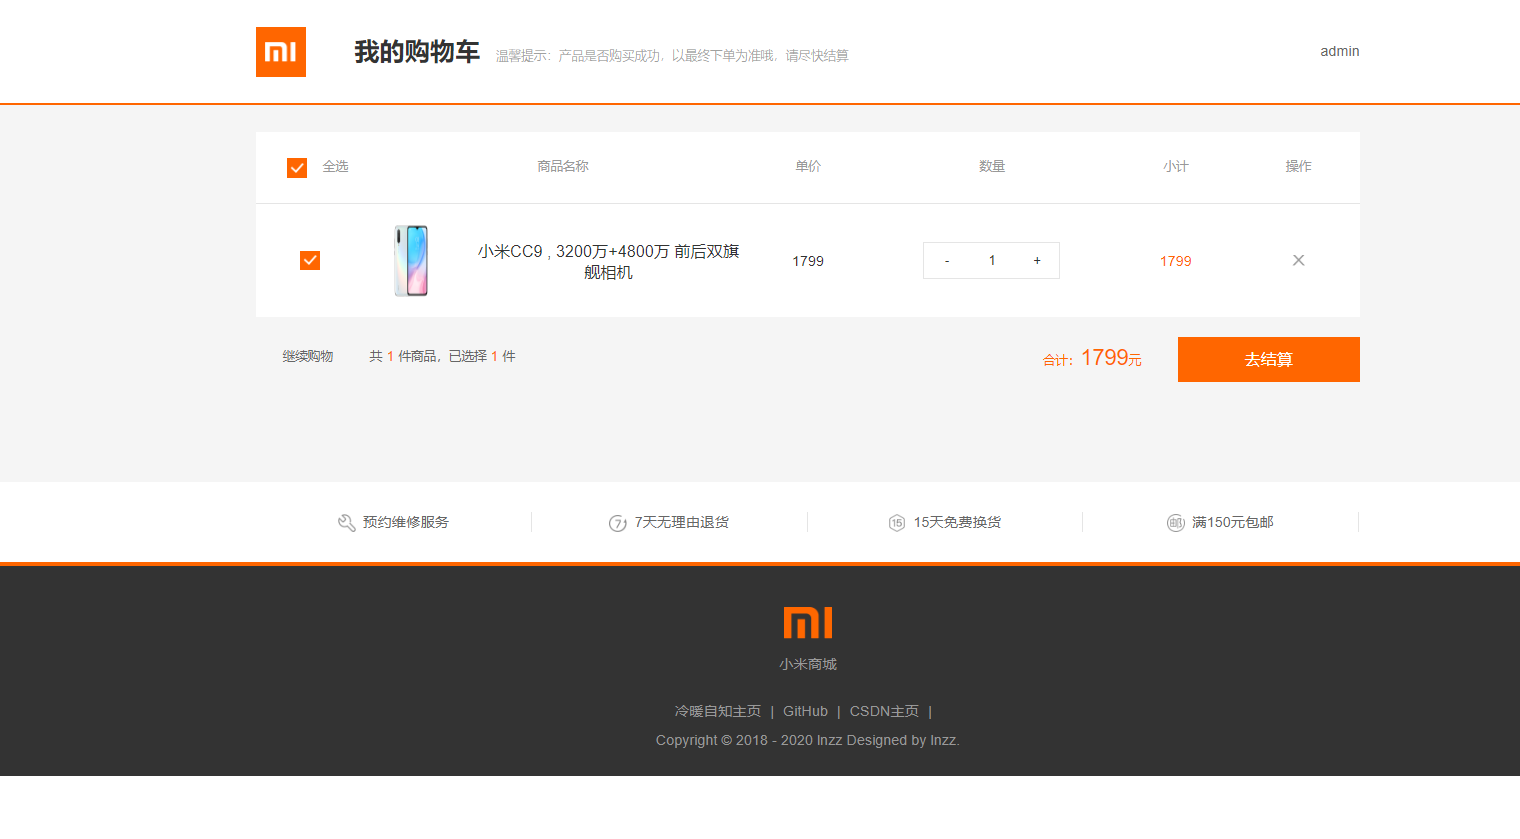 我的购物车 温馨提示：产品是否购买成功，以最终下单为准哦，请尽快结算 admin
全选 商品名称 单价 数量 小计 操作
小米CC9 , 3200万+4800万 前后双旗
舰相机
1799 - 1 + 1799
继续购物 共 1 件商品，已选择 1 件 合计：1799元 去结算
预约维修服务 7天无理由退货 15天免费换货 满150元包邮
小米商城
冷暖自知主页 | GitHub | CSDN主页 |
Copyright © 2018 - 2020 lnzz Designed by lnzz.